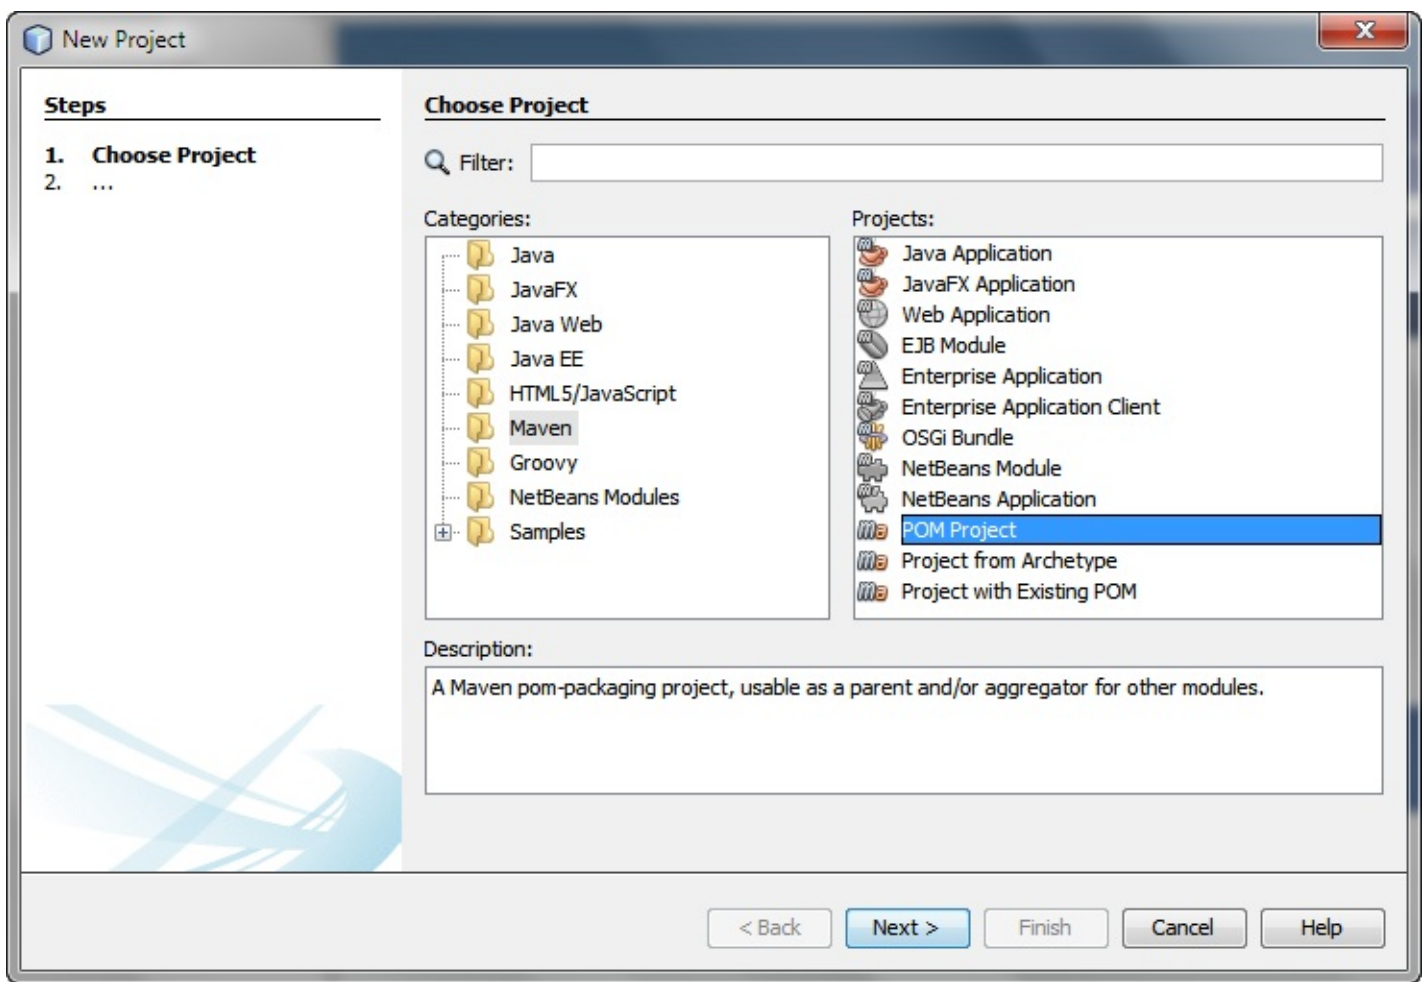 New Project
Steps
1. Choose Project
2. ...
Choose Project
Filter:
Categories:
Java
JavaFX
Java Web
Java EE
HTML5/JavaScript
Maven
Groovy
NetBeans Modules
Samples
Projects:
Java Application
JavaFX Application
Web Application
EJB Module
Enterprise Application
Enterprise Application Client
OSGi Bundle
NetBeans Module
NetBeans Application
POM Project
Project from Archetype
Project with Existing POM
Description:
A Maven pom-packaging project, usable as a parent and/or aggregator for other modules.
< Back
Next >
Finish
Cancel
Help